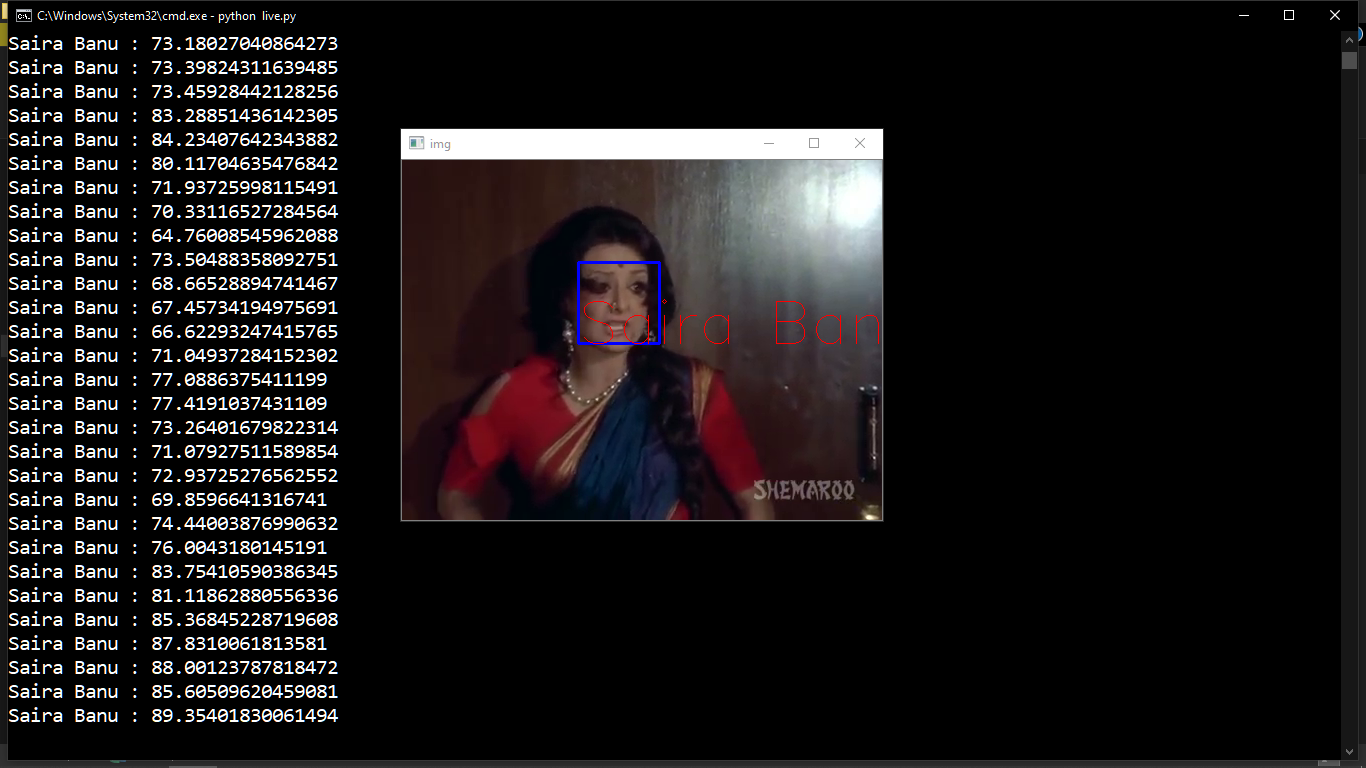 C:\Windows\System32\cmd.exe - python  live.py
Saira Banu : 73.18027040864273
Saira Banu : 73.39824311639485
Saira Banu : 73.45928442128256
Saira Banu : 83.28851436142305
Saira Banu : 84.23407642343882
Saira Banu : 80.11704635476842
Saira Banu : 71.93725998115491
Saira Banu : 70.33116527284564
Saira Banu : 64.76008545962088
Saira Banu : 73.50488358092751
Saira Banu : 68.66528894741467
Saira Banu : 67.45734194975691
Saira Banu : 66.62293247415765
Saira Banu : 71.04937284152302
Saira Banu : 77.0886375411199
Saira Banu : 77.4191037431109
Saira Banu : 73.26401679822314
Saira Banu : 71.07927511589854
Saira Banu : 72.93725276562552
Saira Banu : 69.8596641316741
Saira Banu : 74.44003876990632
Saira Banu : 76.0043180145191
Saira Banu : 83.75410590386345
Saira Banu : 81.11862880556336
Saira Banu : 85.36845228719608
Saira Banu : 87.8310061813581
Saira Banu : 88.00123787818472
Saira Banu : 85.60509620459081
Saira Banu : 89.35401830061494
img
Saira Ban
SHEMAROO